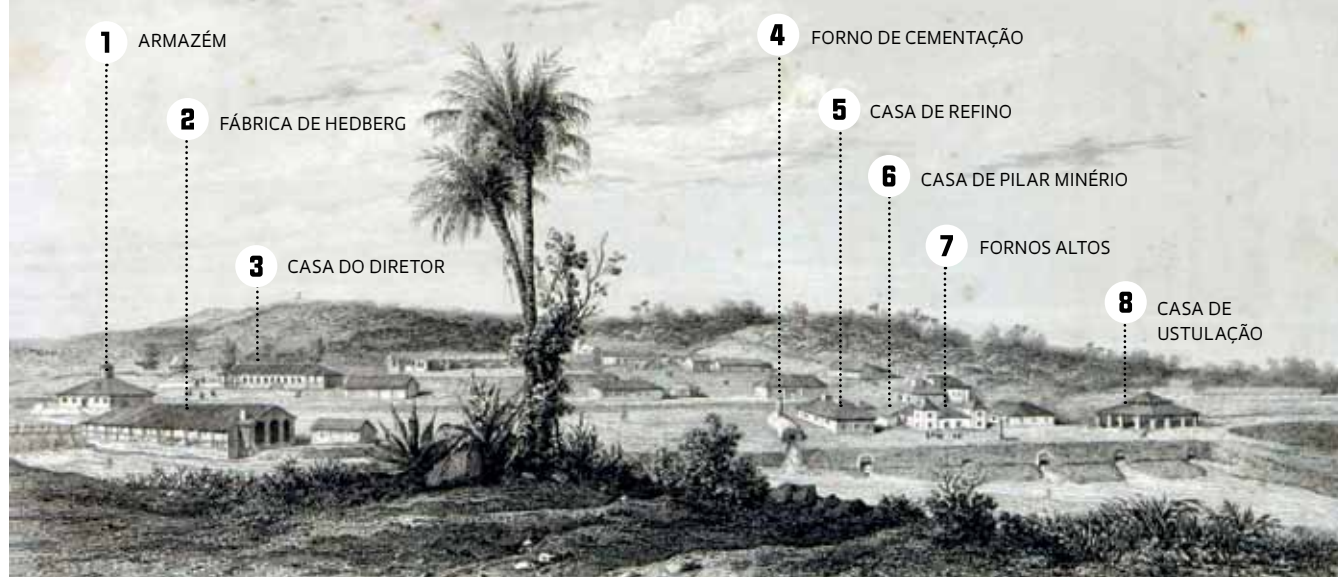 1 ARMAZÉM
2 FÁBRICA DE HEDBERG
3 CASA DO DIRETOR
4 FORNO DE CEMENTAÇÃO
5 CASA DE REFINO
6 CASA DE PILAR MINÉRIO
7 FORNOS ALTOS
8 CASA DE
USTULAÇÃO